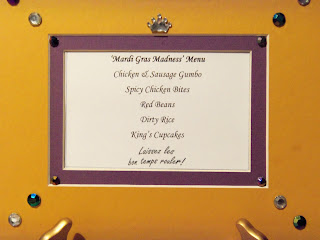 'Mardi Gras Madness' Menu
Chicken & Sausage Gumbo
Spicy Chicken Bites
Red Beans
Dirty Rice
King's Cupcakes
Laissez les
bon temps rouler!